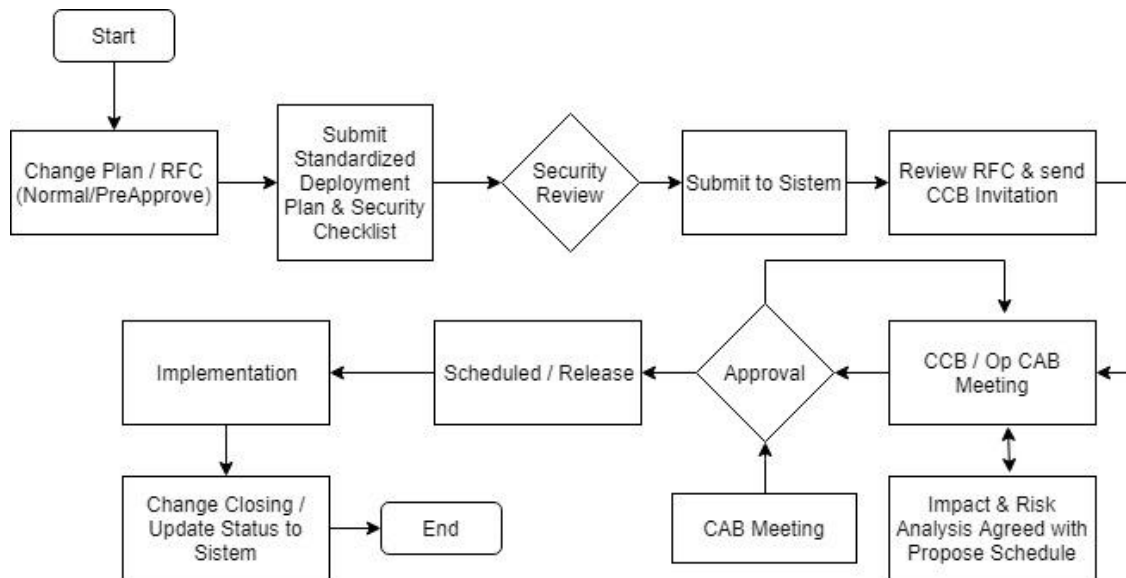 Start
Change Plan / RFC
(Normal/PreApprove)
Submit
Standardized
Deployment
Plan & Security
Checklist
Security
Review
Submit to Sistem
Review RFC & send
CCB Invitation
Implementation
Scheduled / Release
Approval
CCB / Op CAB
Meeting
Change Closing /
Update Status to
Sistem
End
CAB Meeting
Impact & Risk
Analysis Agreed with
Propose Schedule